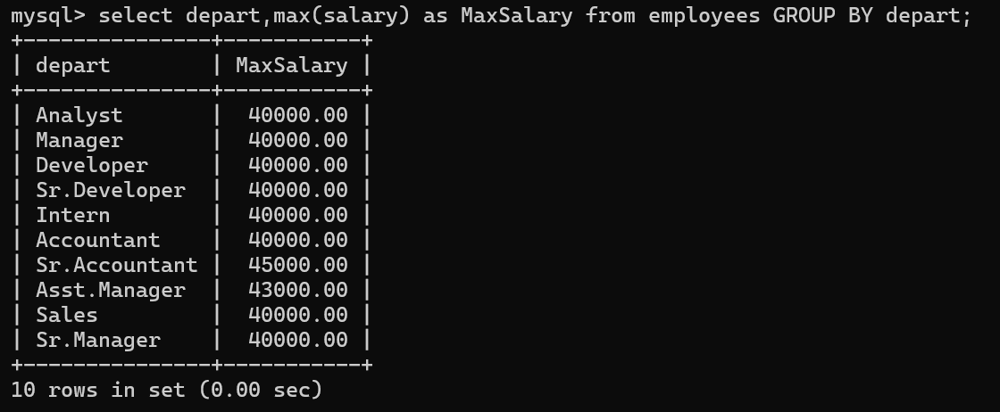 mysql> select depart,max(salary) as MaxSalary from employees GROUP BY depart;
+---------------+-----------+
| depart        | MaxSalary |
+---------------+-----------+
| Analyst       |  40000.00 |
| Manager       |  40000.00 |
| Developer     |  40000.00 |
| Sr.Developer  |  40000.00 |
| Intern        |  40000.00 |
| Accountant    |  40000.00 |
| Sr.Accountant |  45000.00 |
| Asst.Manager  |  43000.00 |
| Sales         |  40000.00 |
| Sr.Manager    |  40000.00 |
+---------------+-----------+
10 rows in set (0.00 sec)